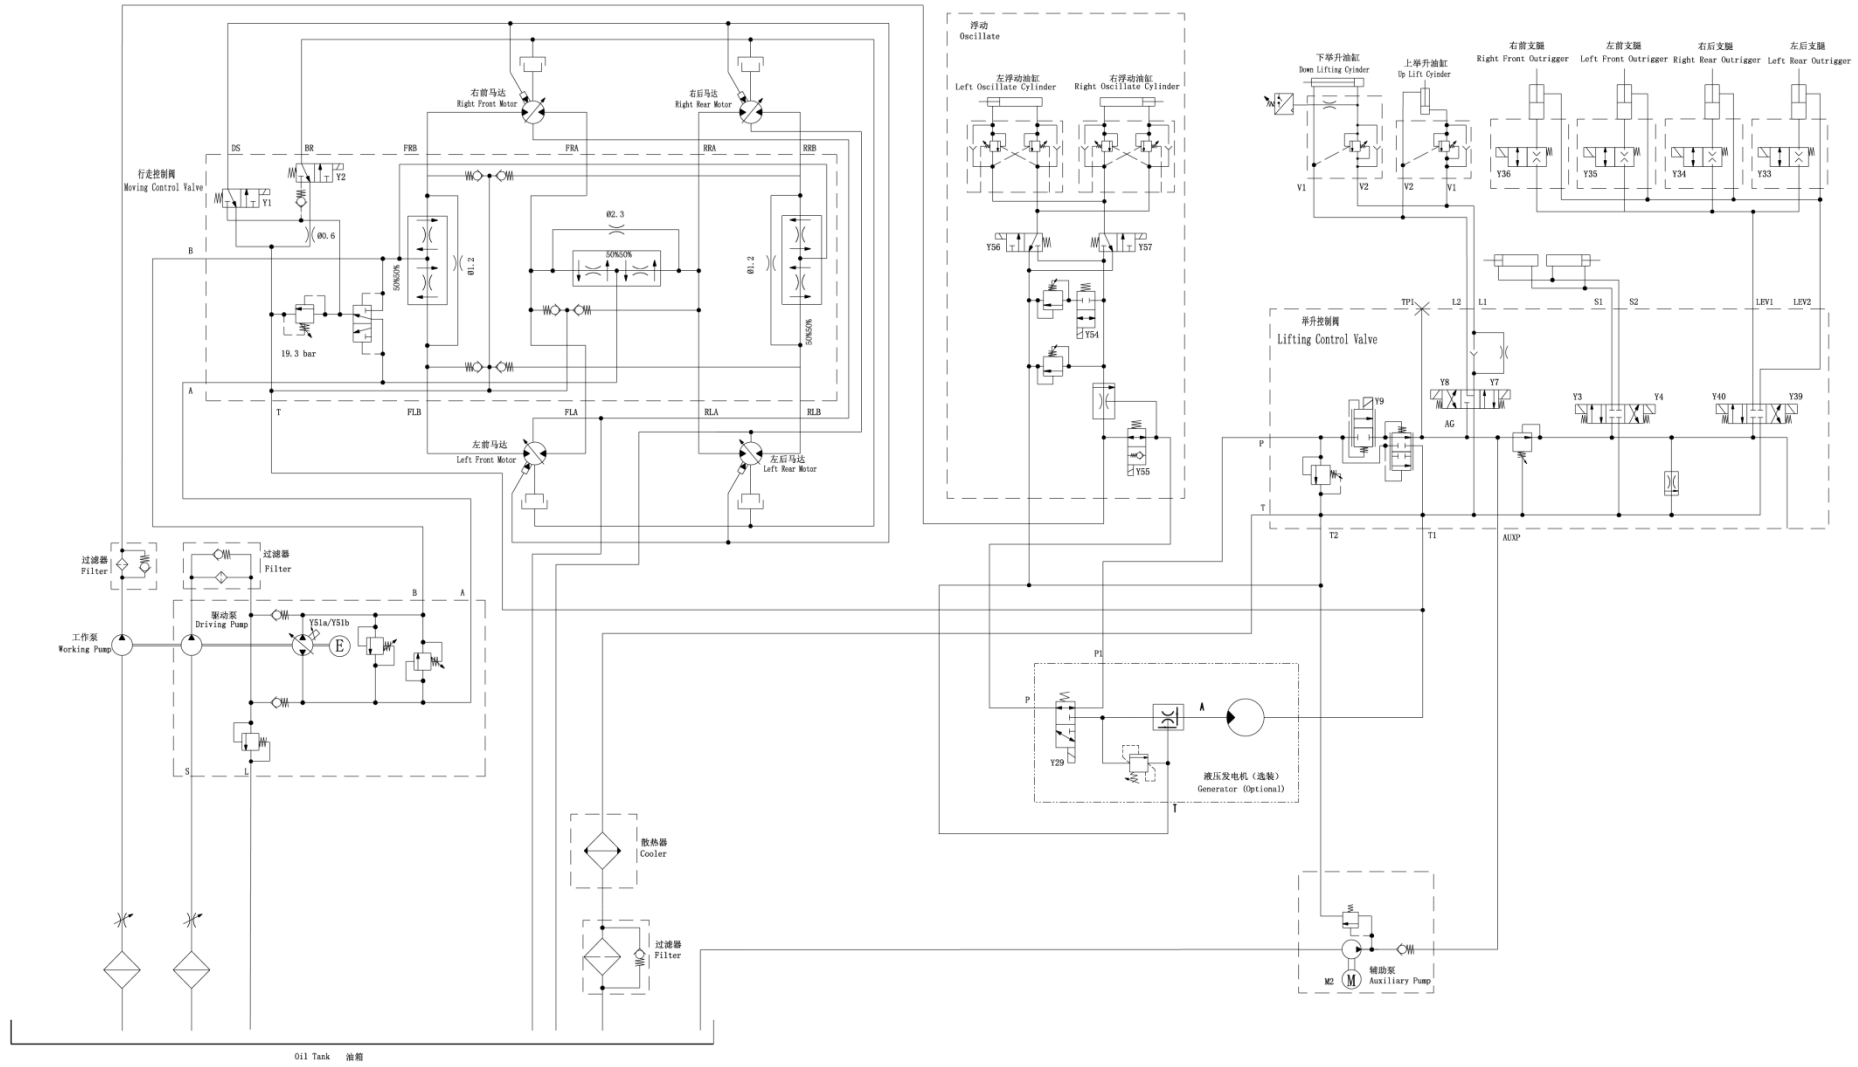 浮动
Oscillate
左浮动油缸
Left Oscillate Cylinder
右浮动油缸
Right Oscillate Cylinder
下举升油缸
Down Lifting Cyinder
上举升油缸
Up Lift Cyinder
右前支腿
Right Front Outrigger
左前支腿
Left Front Outrigger
右后支腿
Right Rear Outrigger
左后支腿
Left Rear Outrigger
右前马达
Right Front Motor
右后马达
Right Rear Motor
DS
BR
FRB
FRA
RRA
RRB
行走控制阀
Moving Control Valve
Y2
Y1
Y36
Y35
Y34
Y33
V1
V2
V2
V1
Ø2.3
Ø0.6
B
50%50%
Ø1.2
50%50%
Ø1.2
50%50%
Y56
Y57
19.3 bar
Y54
TP1
L2
L1
S1
S2
LEV1
LEV2
举升控制阀
Lifting Control Valve
A
T
FLB
FLA
RLA
RLB
Y8
Y7
Y9
Y3
Y4
Y40
Y39
AG
P
左前马达
Left Front Motor
左后马达
Left Rear Motor
Y55
T
T2
T1
AUXP
过滤器
Filter
过滤器
Filter
B
A
驱动泵
Driving Pump
Y51a/Y51b
工作泵
Working Pump
E
P1
P
A
Y29
液压发电机（选装）
Generator (Optional)
T
S
L
散热器
Cooler
过滤器
Filter
M2
M
辅助泵
Auxiliary Pump
Oil Tank 油箱